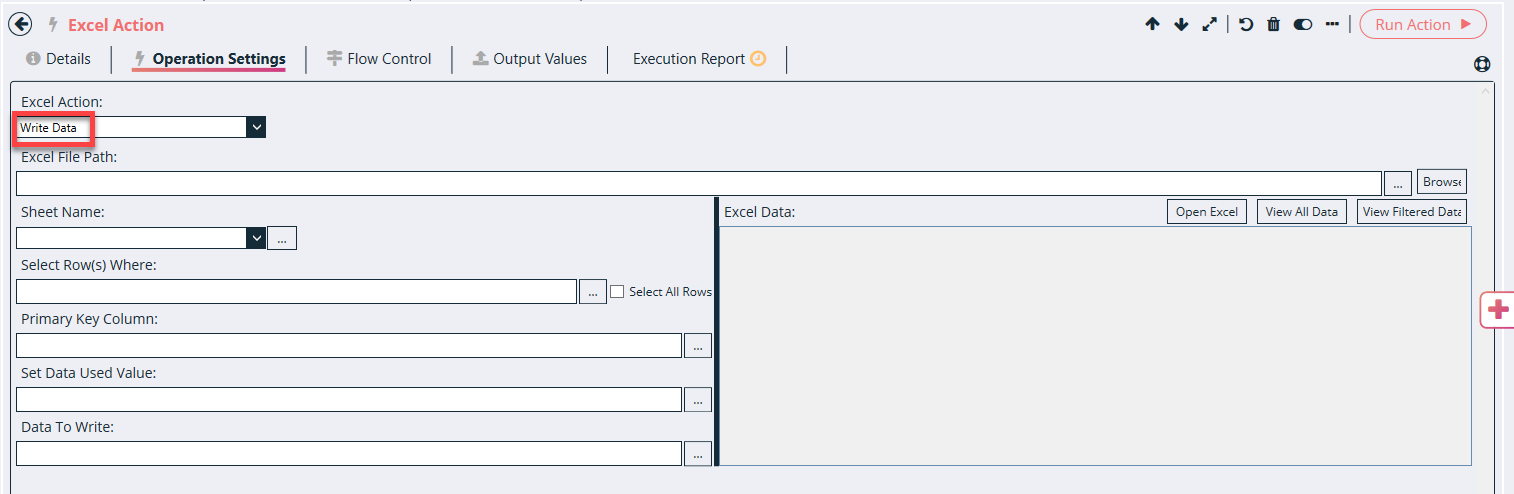 Excel Action
Run Action
Details
Operation Settings
Flow Control
Output Values
Execution Report
Excel Action:
Write Data
Excel File Path:
...
Browse
Sheet Name:
...
Excel Data:
Open Excel
View All Data
View Filtered Data
Select Row(s) Where:
...
Select All Rows
Primary Key Column:
...
Set Data Used Value:
...
Data To Write:
...